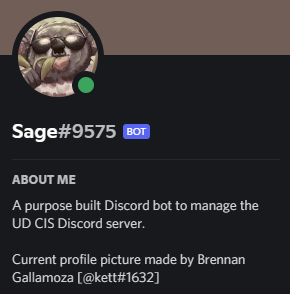 Sage#9575 BOT
ABOUT ME
A purpose built Discord bot to manage the
UD CIS Discord server.
Current profile picture made by Brennan
Gallamoza [@kett#1632]